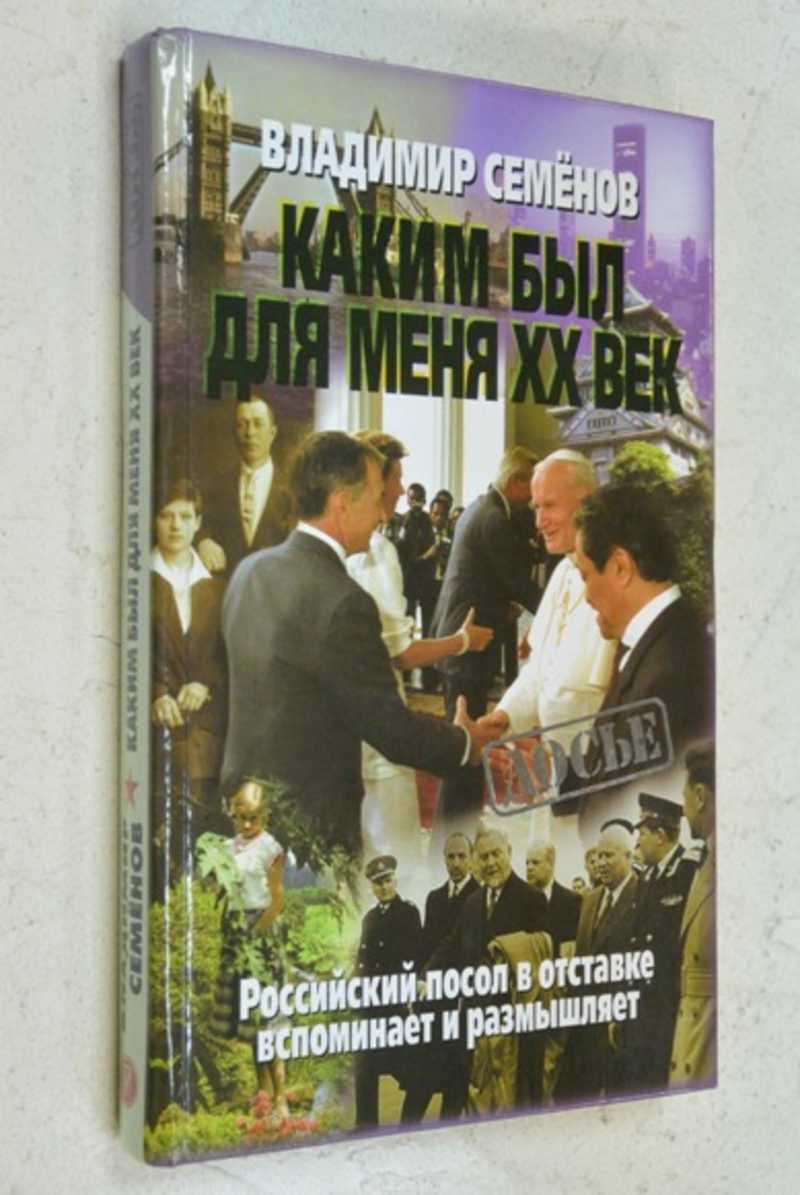 ВЛАДИМИР СЕМЁНОВ
КАКИМ БЫЛ
ДЛЯ МЕНЯ XX ВЕК
ДОСЬЕ
Российский посол в отставке
вспоминает и размышляет
СЕМЁНОВ ★ КАКИМ БЫЛ ДЛЯ МЕНЯ XX ВЕК